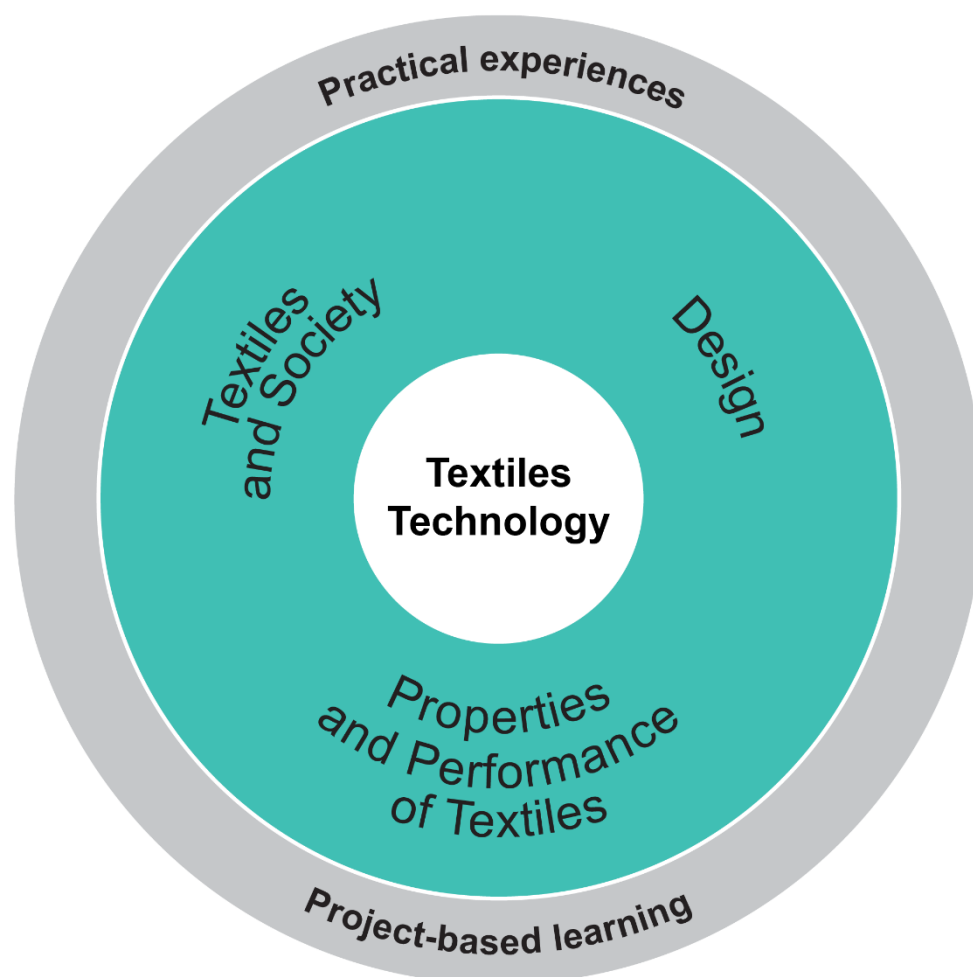 Practical experiences
Textiles
and Society
Design
Textiles
Technology
Properties
and Performance
of Textiles
Project-based learning